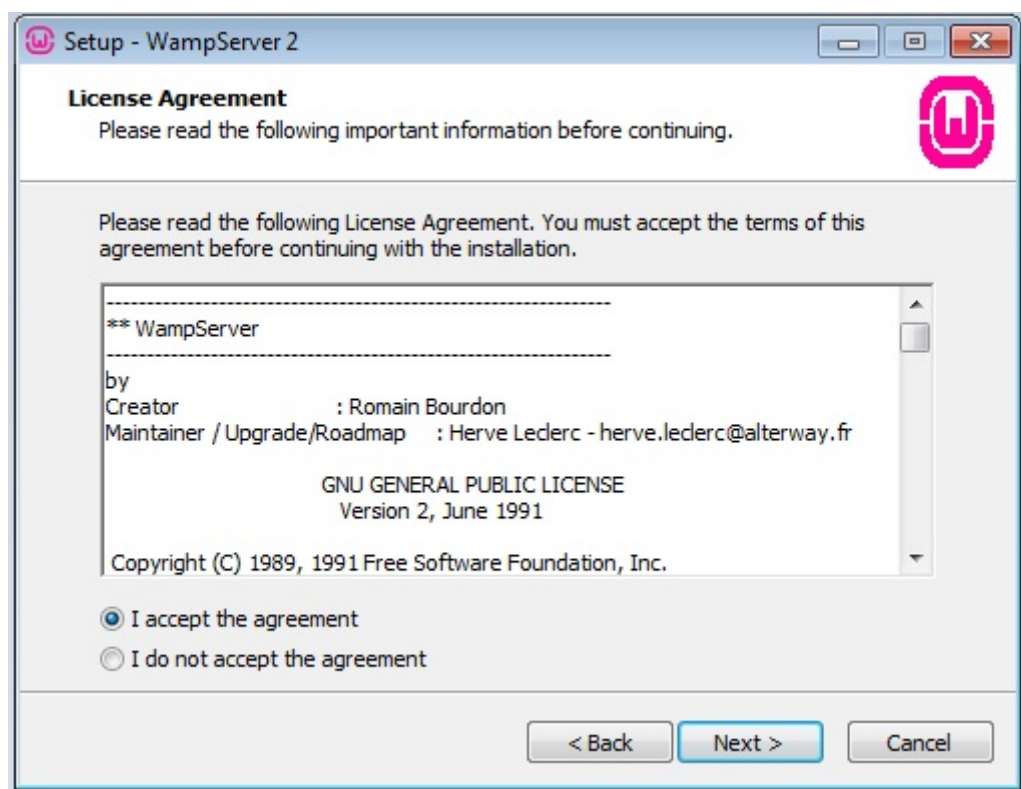 Setup - WampServer 2
License Agreement
Please read the following important information before continuing.
Please read the following License Agreement. You must accept the terms of this
agreement before continuing with the installation.
---------------------------------------------------------------
** WampServer
---------------------------------------------------------------
by
Creator : Romain Bourdon
Maintainer / Upgrade/Roadmap : Herve Leclerc - herve.leclerc@alterway.fr
GNU GENERAL PUBLIC LICENSE
Version 2, June 1991
Copyright (C) 1989, 1991 Free Software Foundation, Inc.
I accept the agreement
I do not accept the agreement
< Back Next > Cancel